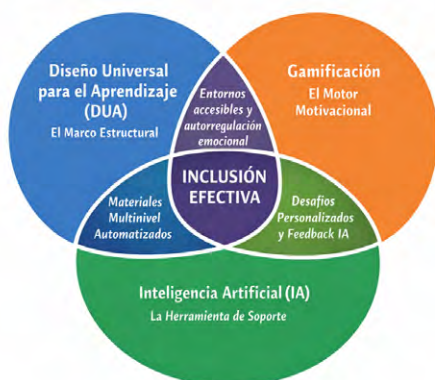 Diseño Universal
para el Aprendizaje
(DUA)
El Marco Estructural
Gamificación
El Motor
Motivacional
Entornos
accesibles y
autorregulación
emocional
INCLUSIÓN
EFECTIVA
Materiales
Multinivel
Automatizados
Desafíos
Personalizados
y Feedback IA
Inteligencia Artificial (IA)
La Herramienta de Soporte